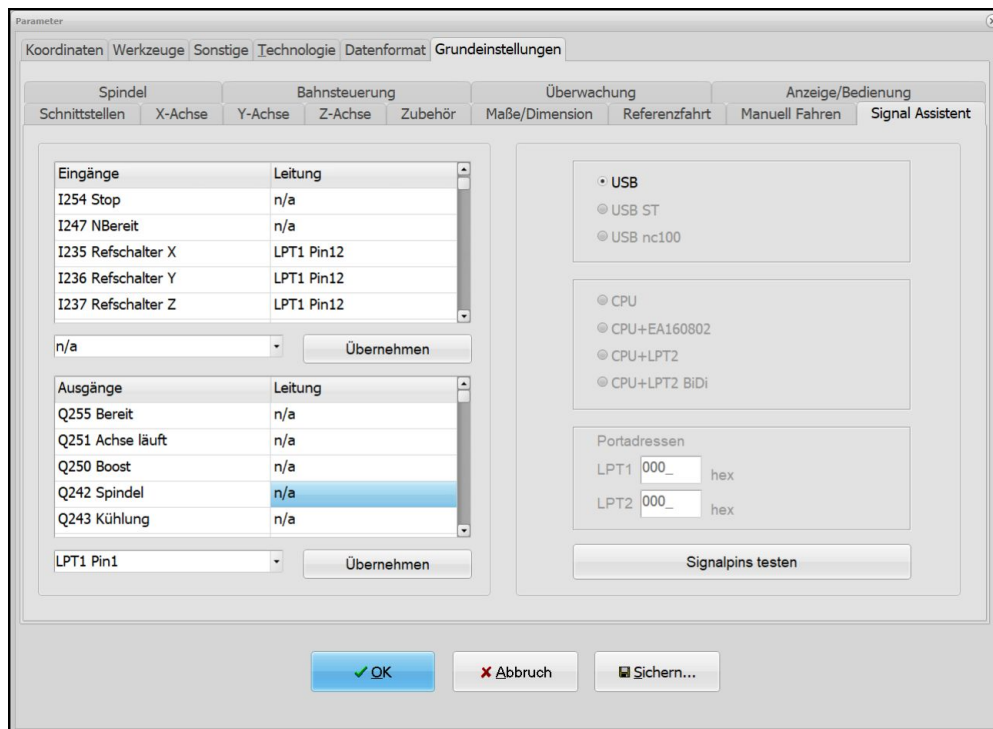 Parameter
Koordinaten Werkzeuge Sonstige Technologie Datenformat Grundeinstellungen
Spindel Bahnsteuerung Überwachung Anzeige/Bedienung
Schnittstellen X-Achse Y-Achse Z-Achse Zubehör Maße/Dimension Referenzfahrt Manuell Fahren Signal Assistent
Eingänge Leitung
I254 Stop n/a
I247 NBereit n/a
I235 Refschalter X LPT1 Pin12
I236 Refschalter Y LPT1 Pin12
I237 Refschalter Z LPT1 Pin12
n/a Übernehmen
Ausgänge Leitung
Q255 Bereit n/a
Q251 Achse läuft n/a
Q250 Boost n/a
Q242 Spindel n/a
Q243 Kühlung n/a
LPT1 Pin1 Übernehmen
USB
USB ST
USB nc100
CPU
CPU+EA160802
CPU+LPT2
CPU+LPT2 BiDi
Portadressen
LPT1 000_ hex
LPT2 000_ hex
Signalpins testen
OK Abbruch Sichern...